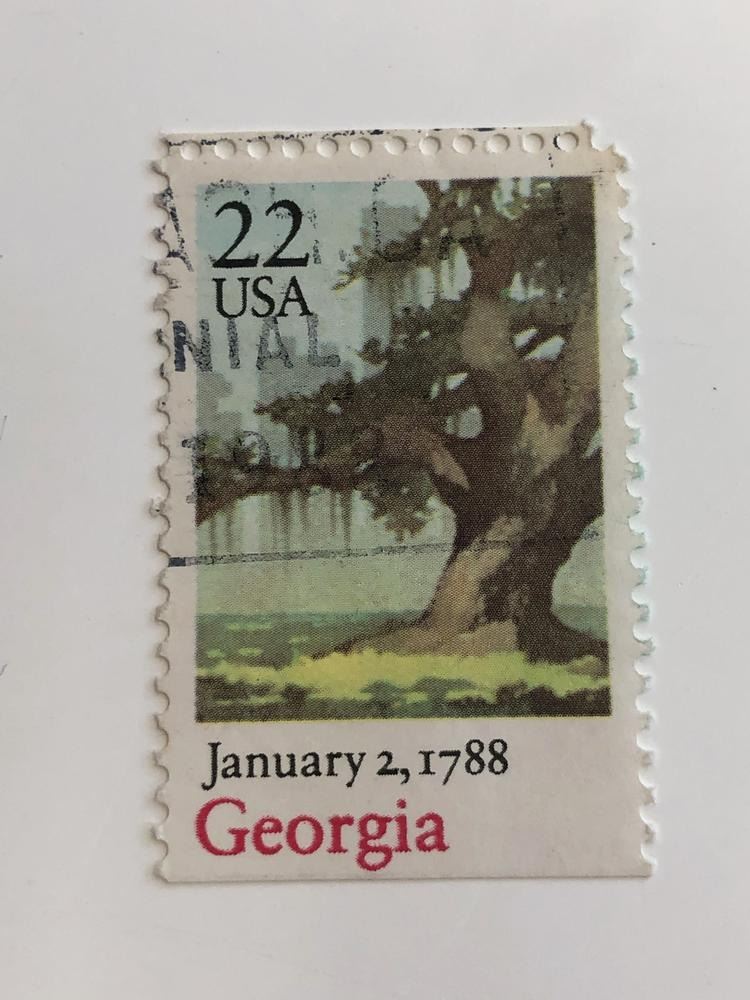 22
USA
NIAL
January 2, 1788
Georgia